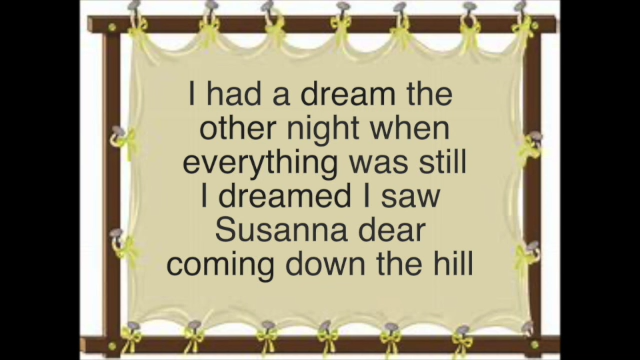 I had a dream the
other night when
everything was still
I dreamed I saw
Susanna dear
coming down the hill